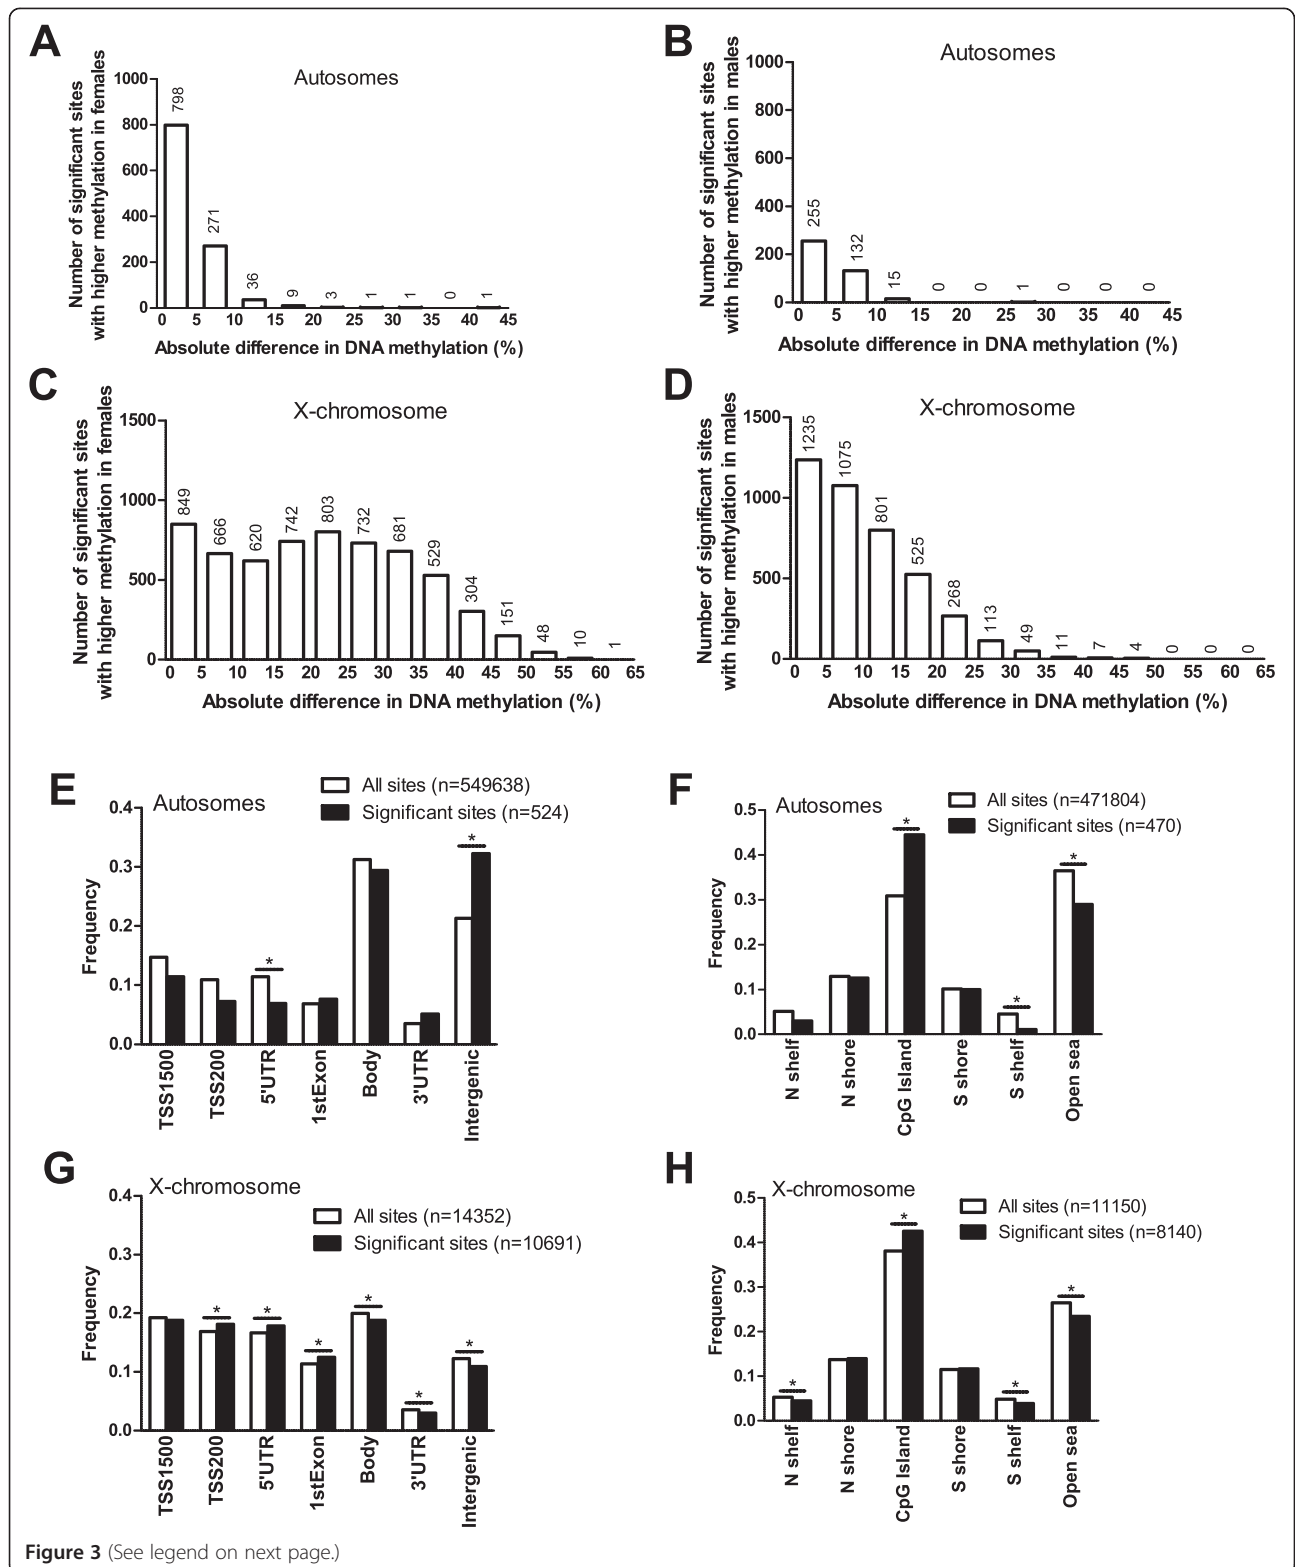 A
Autosomes
Number of significant sites
with higher methylation in females
1000
800
600
400
200
0
798
271
36
9
3
1
1
0
1
0 5 10 15 20 25 30 35 40 45
Absolute difference in DNA methylation (%)
B
Autosomes
Number of significant sites
with higher methylation in males
1000
800
600
400
200
0
255
132
15
0
0
1
0
0
0
0 5 10 15 20 25 30 35 40 45
Absolute difference in DNA methylation (%)
C
X-chromosome
Number of significant sites
with higher methylation in females
1500
1000
500
0
849
666
620
742
803
732
681
529
304
151
48
10
1
0 5 10 15 20 25 30 35 40 45 50 55 60 65
Absolute difference in DNA methylation (%)
D
X-chromosome
Number of significant sites
with higher methylation in males
1500
1000
500
0
1235
1075
801
525
268
113
49
11
7
4
0
0
0
0 5 10 15 20 25 30 35 40 45 50 55 60 65
Absolute difference in DNA methylation (%)
E
Autosomes
All sites (n=549638)
Significant sites (n=524)
Frequency
0.4
0.3
0.2
0.1
0.0
*
*
TSS1500
TSS200
5'UTR
1stExon
Body
3'UTR
Intergenic
F
Autosomes
All sites (n=471804)
Significant sites (n=470)
Frequency
0.5
0.4
0.3
0.2
0.1
0.0
*
*
*
N shelf
N shore
CpG Island
S shore
S shelf
Open sea
G
X-chromosome
All sites (n=14352)
Significant sites (n=10691)
Frequency
0.4
0.3
0.2
0.1
0.0
*
*
*
*
*
*
TSS1500
TSS200
5'UTR
1stExon
Body
3'UTR
Intergenic
H
X-chromosome
All sites (n=11150)
Significant sites (n=8140)
Frequency
0.5
0.4
0.3
0.2
0.1
0.0
*
*
*
*
N shelf
N shore
CpG Island
S shore
S shelf
Open sea
Figure 3 (See legend on next page.)